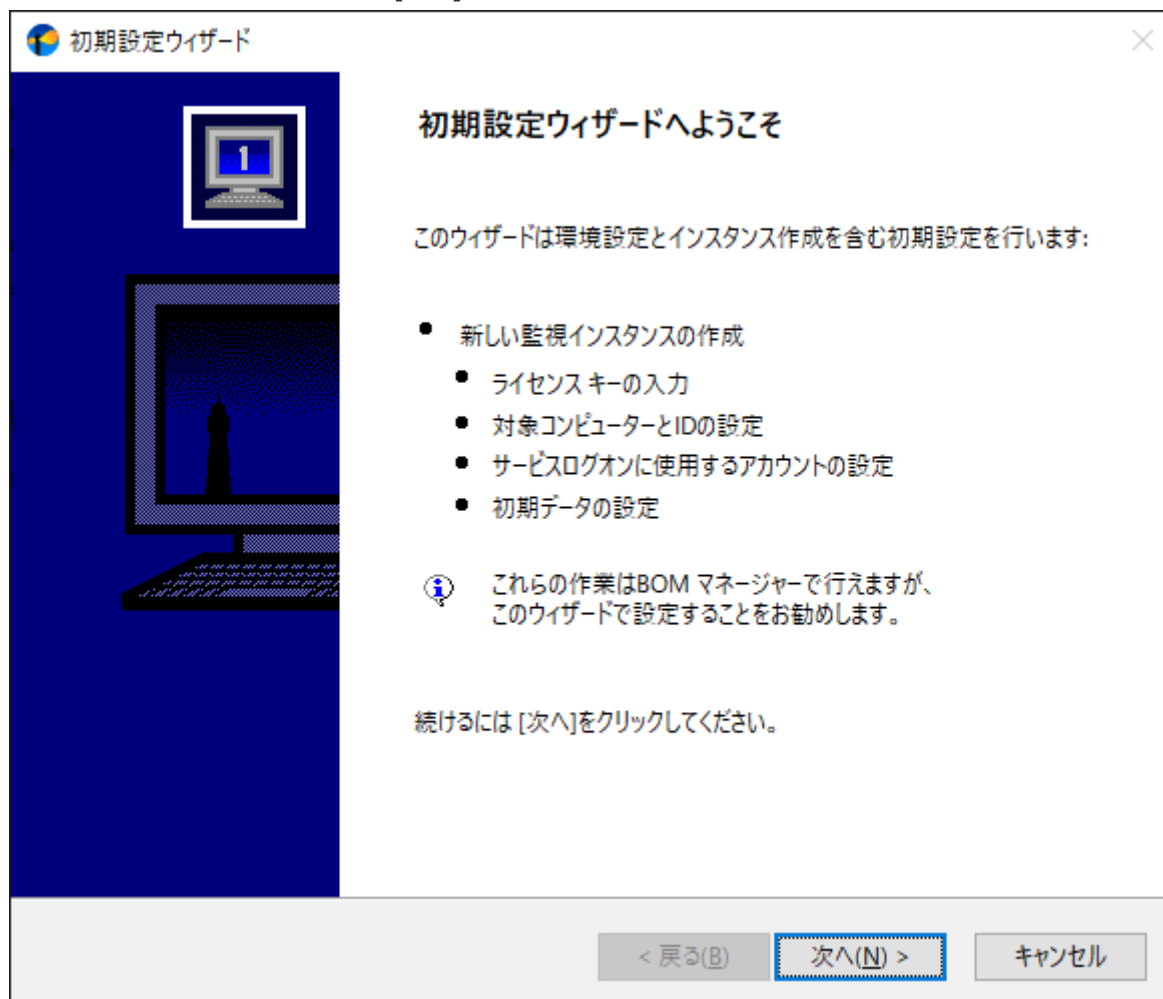 初期設定ウィザード
1
初期設定ウィザードへようこそ
このウィザードは環境設定とインスタンス作成を含む初期設定を行います:
• 新しい監視インスタンスの作成
• ライセンス キーの入力
• 対象コンピューターとIDの設定
• サービスログオンに使用するアカウントの設定
• 初期データの設定
これらの作業はBOM マネージャーで行えますが、
このウィザードで設定することをお勧めします。
続けるには [次へ]をクリックしてください。
< 戻る(B) 次へ(N) > キャンセル